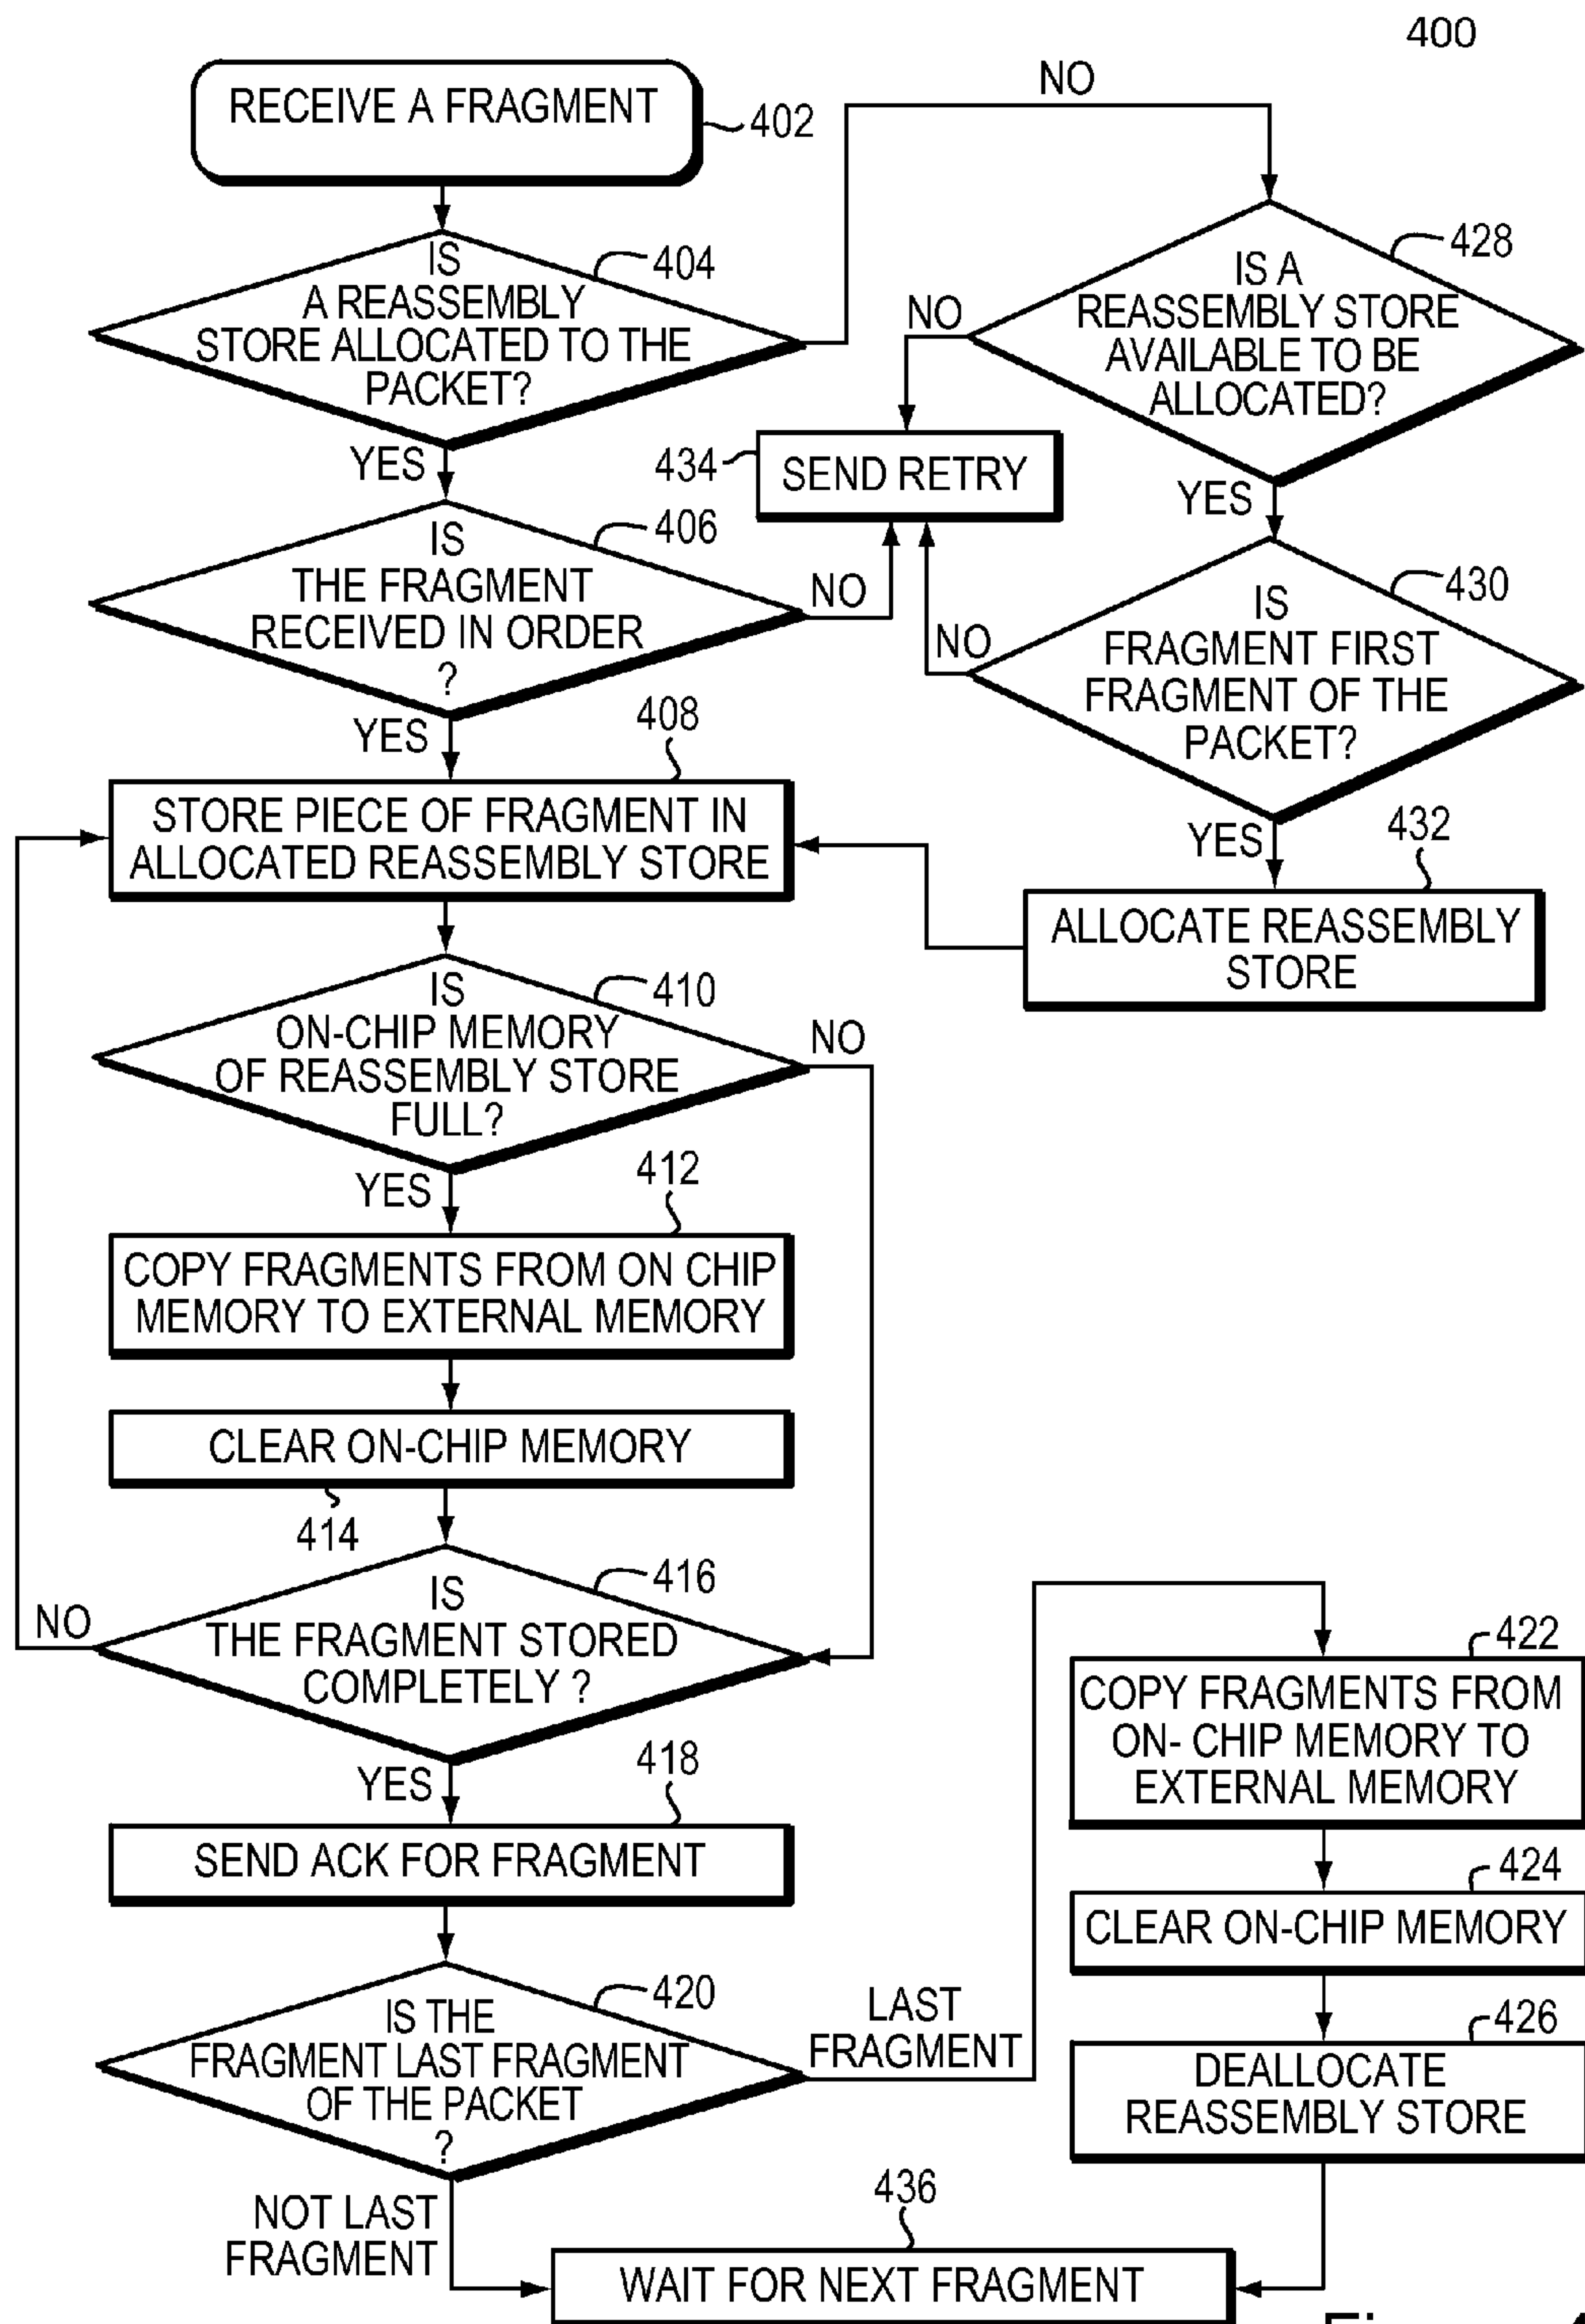 400
RECEIVE A FRAGMENT
402
NO
IS
A REASSEMBLY
STORE ALLOCATED TO THE
PACKET?
404
IS A
REASSEMBLY STORE
AVAILABLE TO BE
ALLOCATED?
428
NO
YES
434
SEND RETRY
YES
IS
THE FRAGMENT
RECEIVED IN ORDER
?
406
NO
IS
FRAGMENT FIRST
FRAGMENT OF THE
PACKET?
430
NO
YES
408
YES
432
STORE PIECE OF FRAGMENT IN
ALLOCATED REASSEMBLY STORE
ALLOCATE REASSEMBLY
STORE
IS
ON-CHIP MEMORY
OF REASSEMBLY STORE
FULL?
410
NO
YES
412
COPY FRAGMENTS FROM ON CHIP
MEMORY TO EXTERNAL MEMORY
CLEAR ON-CHIP MEMORY
414
IS
THE FRAGMENT STORED
COMPLETELY ?
416
NO
YES
418
SEND ACK FOR FRAGMENT
IS THE
FRAGMENT LAST FRAGMENT
OF THE PACKET
?
420
LAST
FRAGMENT
422
COPY FRAGMENTS FROM
ON- CHIP MEMORY TO
EXTERNAL MEMORY
424
CLEAR ON-CHIP MEMORY
426
DEALLOCATE
REASSEMBLY STORE
NOT LAST
FRAGMENT
436
WAIT FOR NEXT FRAGMENT